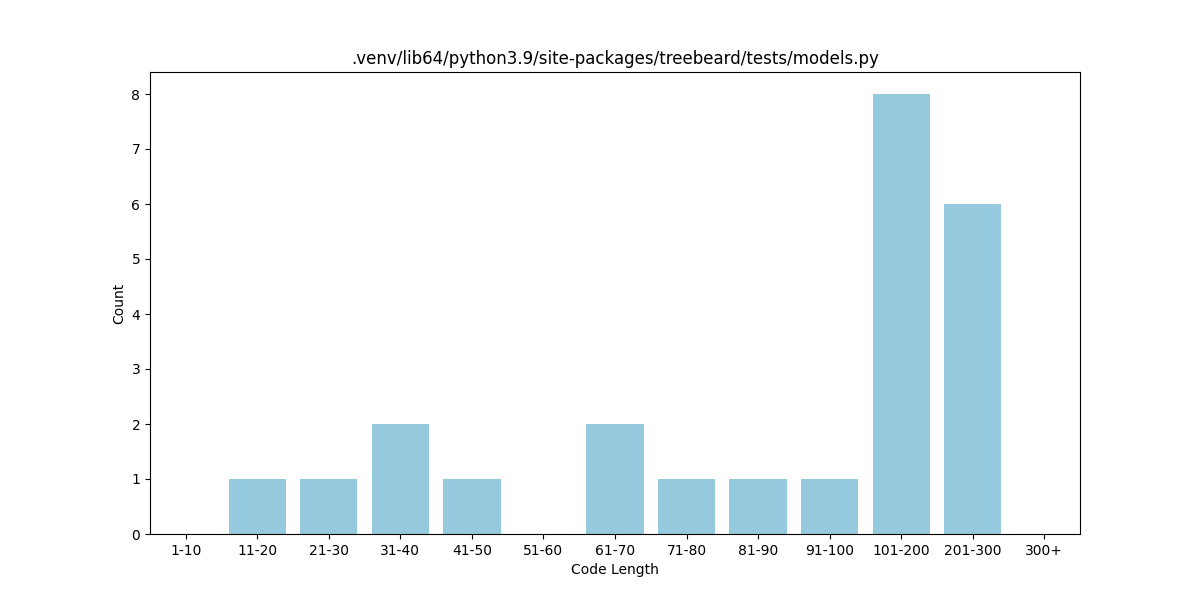 .venv/lib64/python3.9/site-packages/treebeard/tests/models.py
8
7
6
5
4
3
2
1
0
Count
1-10 11-20 21-30 31-40 41-50 51-60 61-70 71-80 81-90 91-100 101-200 201-300 300+
Code Length